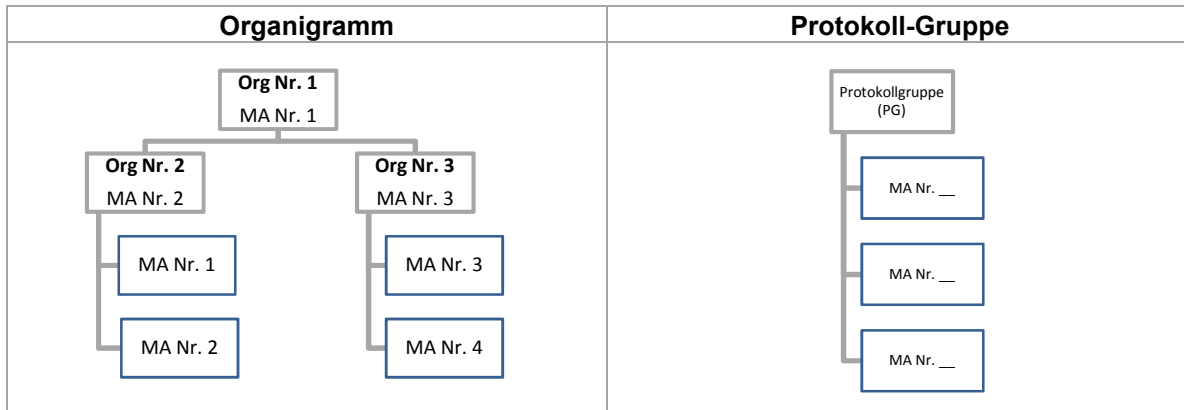 Organigramm
Protokoll-Gruppe
Org Nr. 1
MA Nr. 1
Org Nr. 2
MA Nr. 2
Org Nr. 3
MA Nr. 3
MA Nr. 1
MA Nr. 2
MA Nr. 3
MA Nr. 4
Protokollgruppe
(PG)
MA Nr. __
MA Nr. __
MA Nr. __